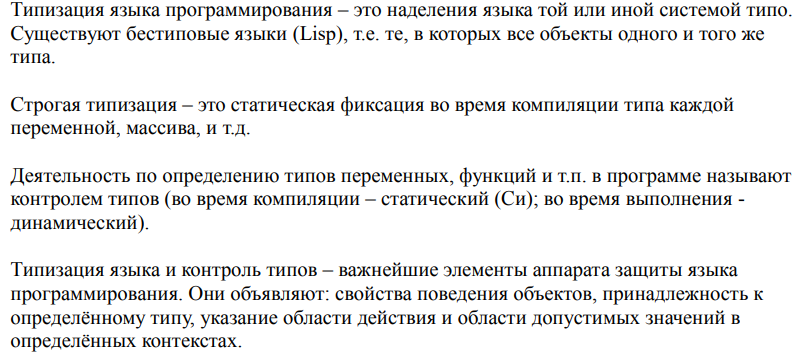 Типизация языка программирования – это наделения языка той или иной системой типо.
Существуют бестиповые языки (Lisp), т.е. те, в которых все объекты одного и того же
типа.
Строгая типизация – это статическая фиксация во время компиляции типа каждой
переменной, массива, и т.д.
Деятельность по определению типов переменных, функций и т.п. в программе называют
контролем типов (во время компиляции – статический (Си); во время выполнения -
динамический).
Типизация языка и контроль типов – важнейшие элементы аппарата защиты языка
программирования. Они объявляют: свойства поведения объектов, принадлежность к
определённому типу, указание области действия и области допустимых значений в
определённых контекстах.